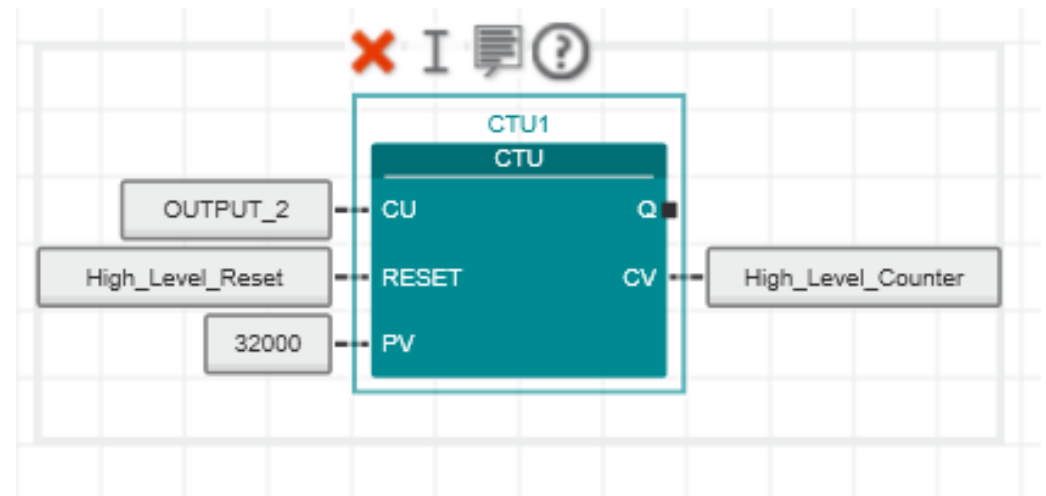 CTU1
CTU
OUTPUT_2 CU Q
High_Level_Reset RESET CV High_Level_Counter
32000 PV